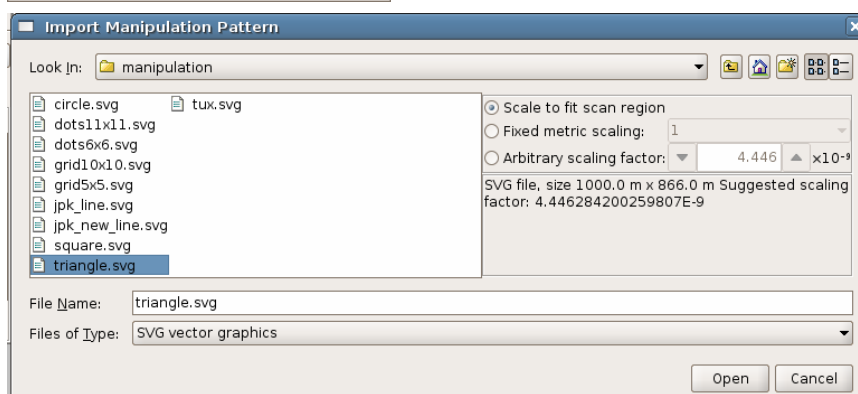 Import Manipulation Pattern
Look In: manipulation
circle.svg tux.svg
dots11x11.svg
dots6x6.svg
grid10x10.svg
grid5x5.svg
jpk_line.svg
jpk_new_line.svg
square.svg
triangle.svg
Scale to fit scan region
Fixed metric scaling: 1
Arbitrary scaling factor: 4.446 ×10⁻⁹
SVG file, size 1000.0 m x 866.0 m Suggested scaling
factor: 4.446284200259807E-9
File Name: triangle.svg
Files of Type: SVG vector graphics
Open Cancel